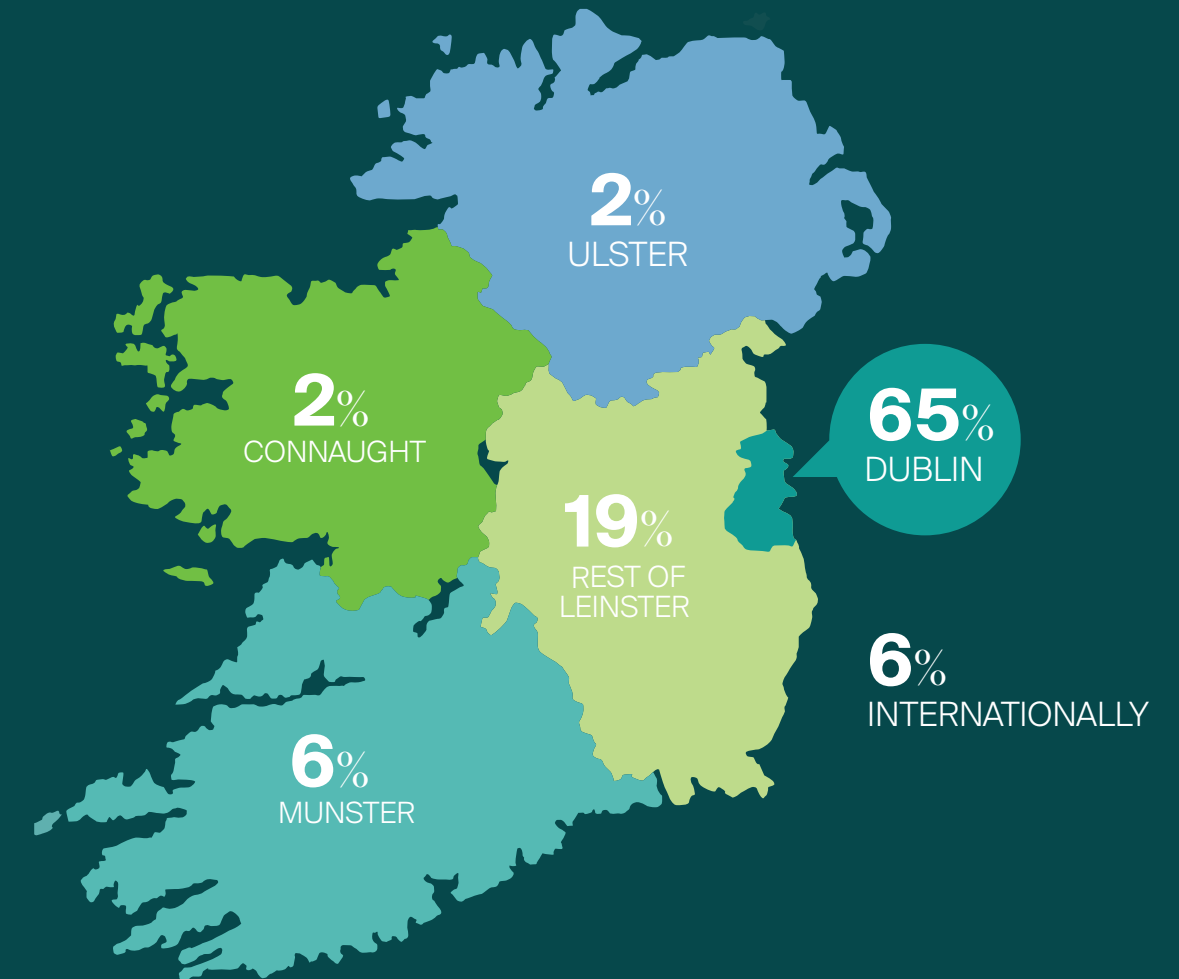 2%
ULSTER
2%
CONNAUGHT
65%
DUBLIN
19%
REST OF
LEINSTER
6%
INTERNATIONALLY
6%
MUNSTER